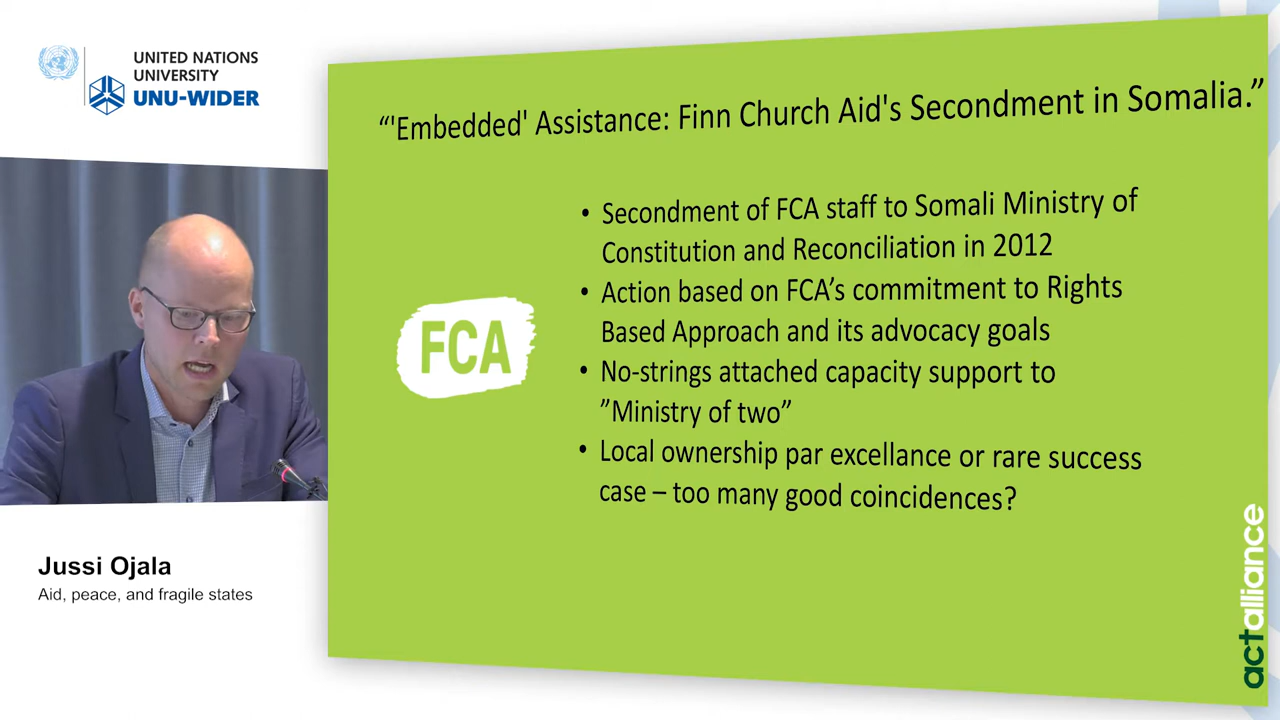 UNITED NATIONS
UNIVERSITY
UNU-WIDER
“'Embedded' Assistance: Finn Church Aid's Secondment in Somalia.”
• Secondment of FCA staff to Somali Ministry of
Constitution and Reconciliation in 2012
• Action based on FCA’s commitment to Rights
Based Approach and its advocacy goals
• No-strings attached capacity support to
”Ministry of two”
• Local ownership par excellance or rare success
case – too many good coincidences?
FCA
actalliance
Jussi Ojala
Aid, peace, and fragile states